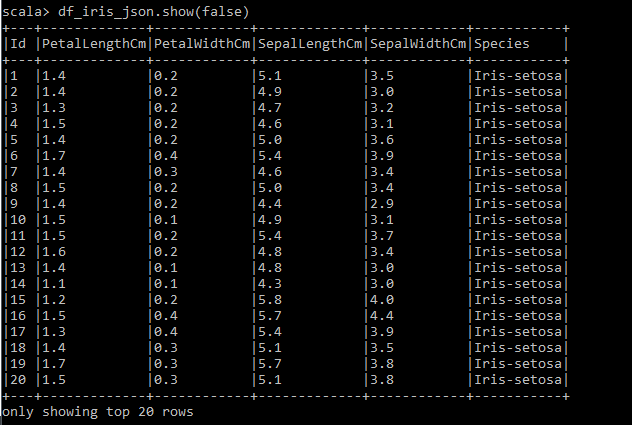 scala> df_iris_json.show(false)
+---+-------------+------------+-------------+------------+-----------+
|Id |PetalLengthCm|PetalWidthCm|SepalLengthCm|SepalWidthCm|Species    |
+---+-------------+------------+-------------+------------+-----------+
|1  |1.4          |0.2         |5.1          |3.5         |Iris-setosa|
|2  |1.4          |0.2         |4.9          |3.0         |Iris-setosa|
|3  |1.3          |0.2         |4.7          |3.2         |Iris-setosa|
|4  |1.5          |0.2         |4.6          |3.1         |Iris-setosa|
|5  |1.4          |0.2         |5.0          |3.6         |Iris-setosa|
|6  |1.7          |0.4         |5.4          |3.9         |Iris-setosa|
|7  |1.4          |0.3         |4.6          |3.4         |Iris-setosa|
|8  |1.5          |0.2         |5.0          |3.4         |Iris-setosa|
|9  |1.4          |0.2         |4.4          |2.9         |Iris-setosa|
|10 |1.5          |0.1         |4.9          |3.1         |Iris-setosa|
|11 |1.5          |0.2         |5.4          |3.7         |Iris-setosa|
|12 |1.6          |0.2         |4.8          |3.4         |Iris-setosa|
|13 |1.4          |0.1         |4.8          |3.0         |Iris-setosa|
|14 |1.1          |0.1         |4.3          |3.0         |Iris-setosa|
|15 |1.2          |0.2         |5.8          |4.0         |Iris-setosa|
|16 |1.5          |0.4         |5.7          |4.4         |Iris-setosa|
|17 |1.3          |0.4         |5.4          |3.9         |Iris-setosa|
|18 |1.4          |0.3         |5.1          |3.5         |Iris-setosa|
|19 |1.7          |0.3         |5.7          |3.8         |Iris-setosa|
|20 |1.5          |0.3         |5.1          |3.8         |Iris-setosa|
+---+-------------+------------+-------------+------------+-----------+
only showing top 20 rows